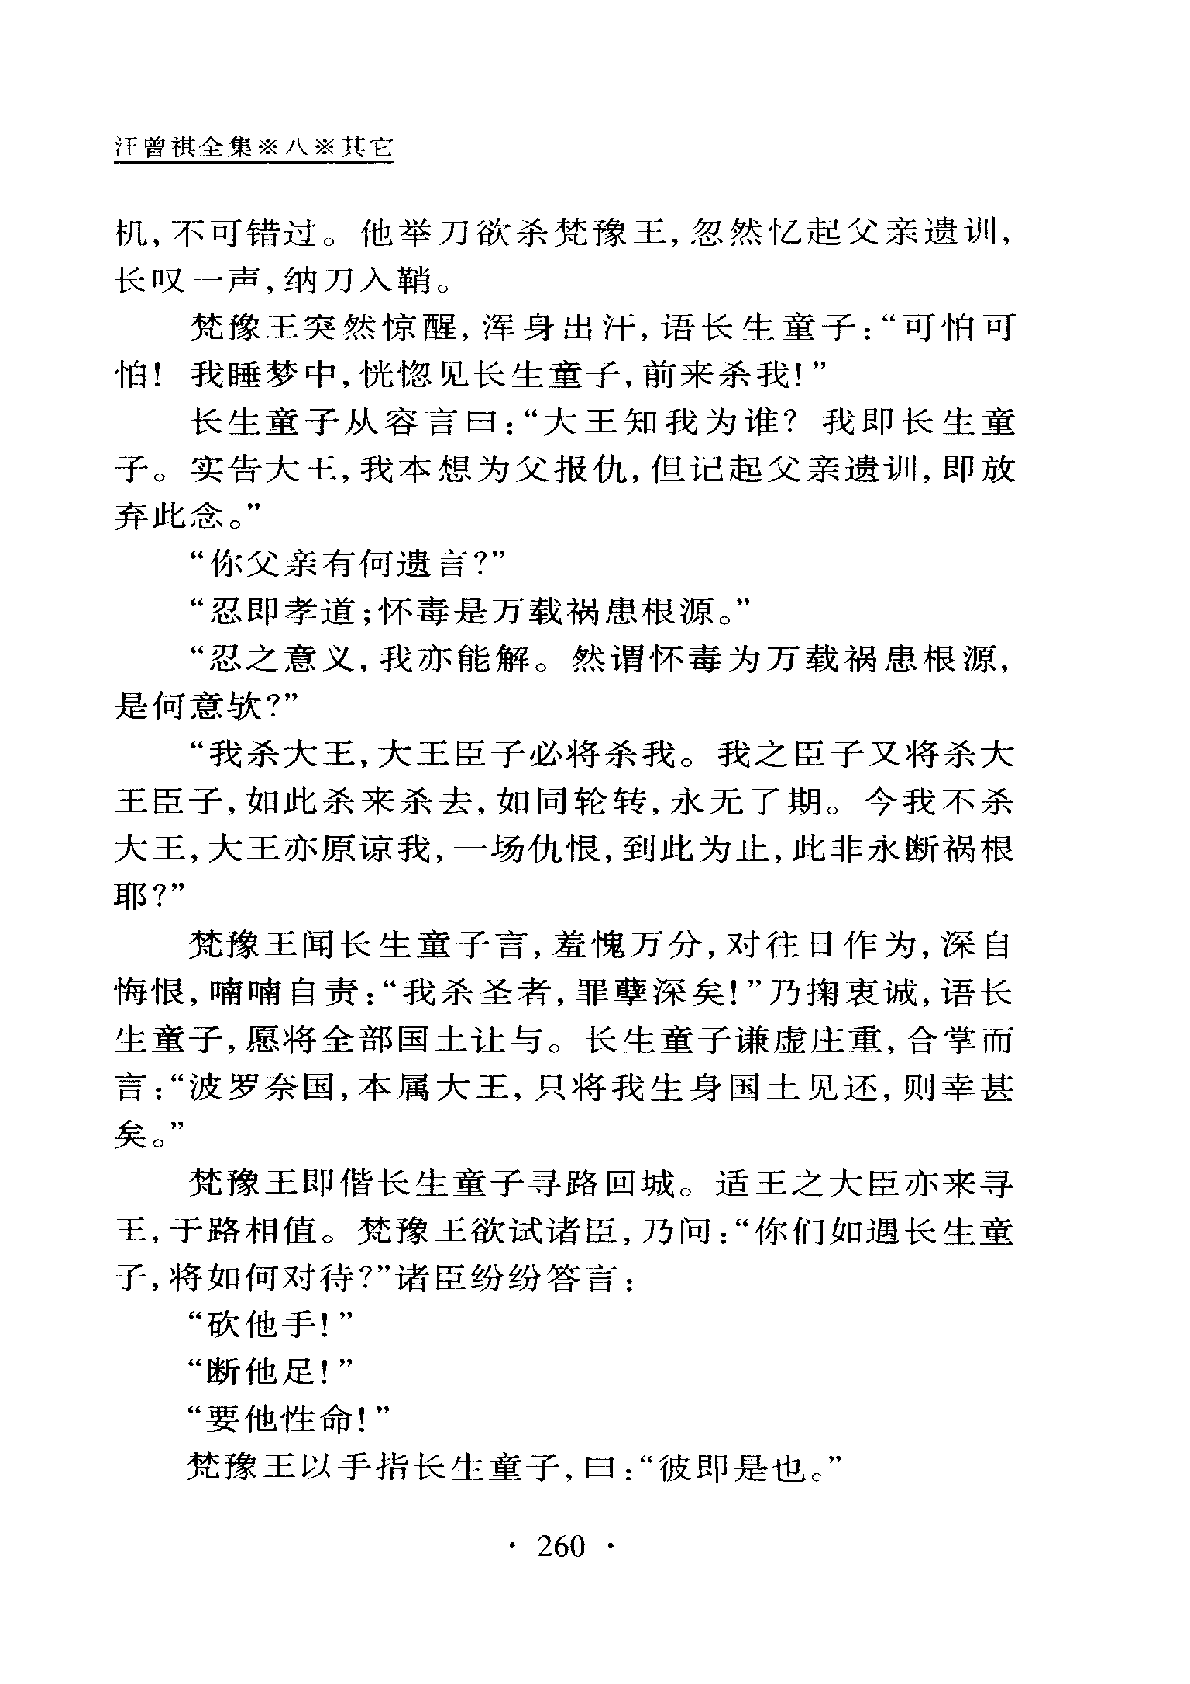 汪曾祺全集※八※其它
机,不可错过。他举刀欲杀梵豫王,忽然忆起父亲遗训,
长叹一声,纳刀入鞘。
梵豫王突然惊醒,浑身出汗,语长生童子:“可怕可
怕! 我睡梦中,恍惚见长生童子,前来杀我!”
长生童子从容言曰:“大王知我为谁? 我即长生童
子。实告大王,我本想为父报仇,但记起父亲遗训,即放
弃此念。”
“你父亲有何遗言?”
“忍即孝道;怀毒是万载祸患根源。”
“忍之意义,我亦能解。然谓怀毒为万载祸患根源,
是何意欤?”
“我杀大王,大王臣子必将杀我。我之臣子又将杀大
王臣子,如此杀来杀去,如同轮转,永无了期。今我不杀
大王,大王亦原谅我,一场仇恨,到此为止,此非永断祸根
耶?”
梵豫王闻长生童子言,羞愧万分,对往日作为,深自
悔恨,喃喃自责:“我杀圣者,罪孽深矣!”乃掬衷诚,语长
生童子,愿将全部国土让与。长生童子谦虚庄重,合掌而
言:“波罗奈国,本属大王,只将我生身国土见还,则幸甚
矣。”
梵豫王即偕长生童子寻路回城。适王之大臣亦来寻
王,于路相值。梵豫王欲试诸臣,乃问:“你们如遇长生童
子,将如何对待?”诸臣纷纷答言:
“砍他手!”
“断他足!”
“要他性命!”
梵豫王以手指长生童子,曰:“彼即是也。”
· 260 ·